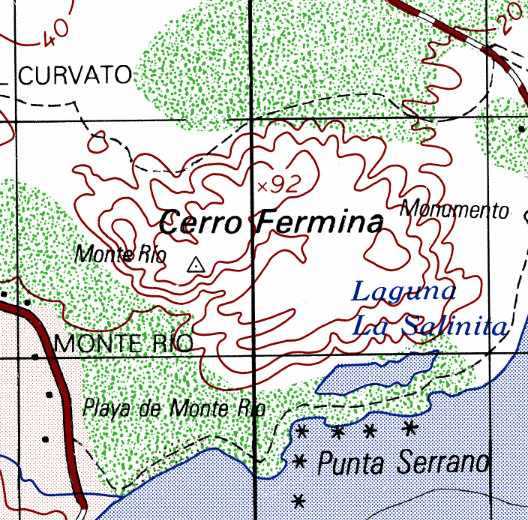 40
20
CURVATO
×92
Cerro Fermina
Monumento
Monte Río
Laguna
La Salinita
MONTE RIO
Playa de Monte Rio
Punta Serrano